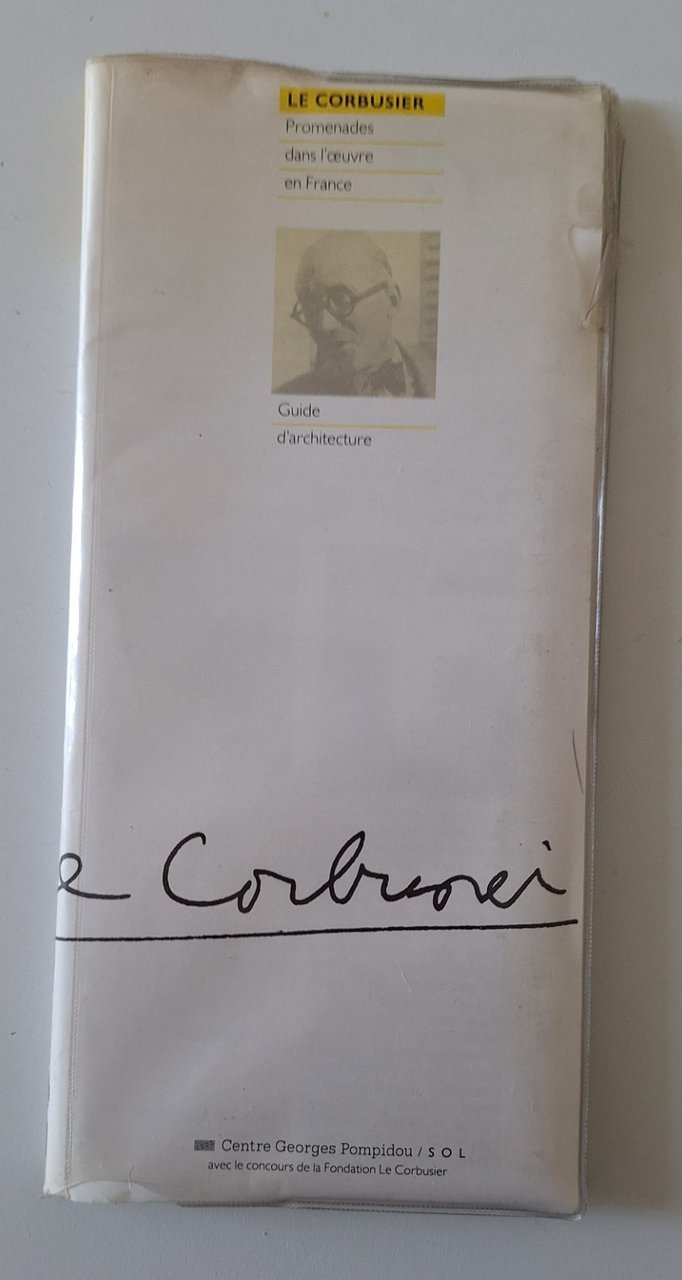 LE CORBUSIER
Promenades
dans l'œuvre
en France
Guide
d'architecture
e Corbusier
Centre Georges Pompidou / SOL
avec le concours de la Fondation Le Corbusier